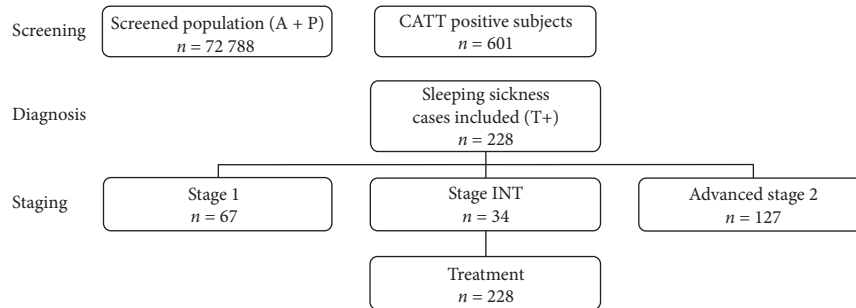 Screening
Screened population (A + P)
n = 72 788
CATT positive subjects
n = 601
Diagnosis
Sleeping sickness
cases included (T+)
n = 228
Staging
Stage 1
n = 67
Stage INT
n = 34
Advanced stage 2
n = 127
Treatment
n = 228